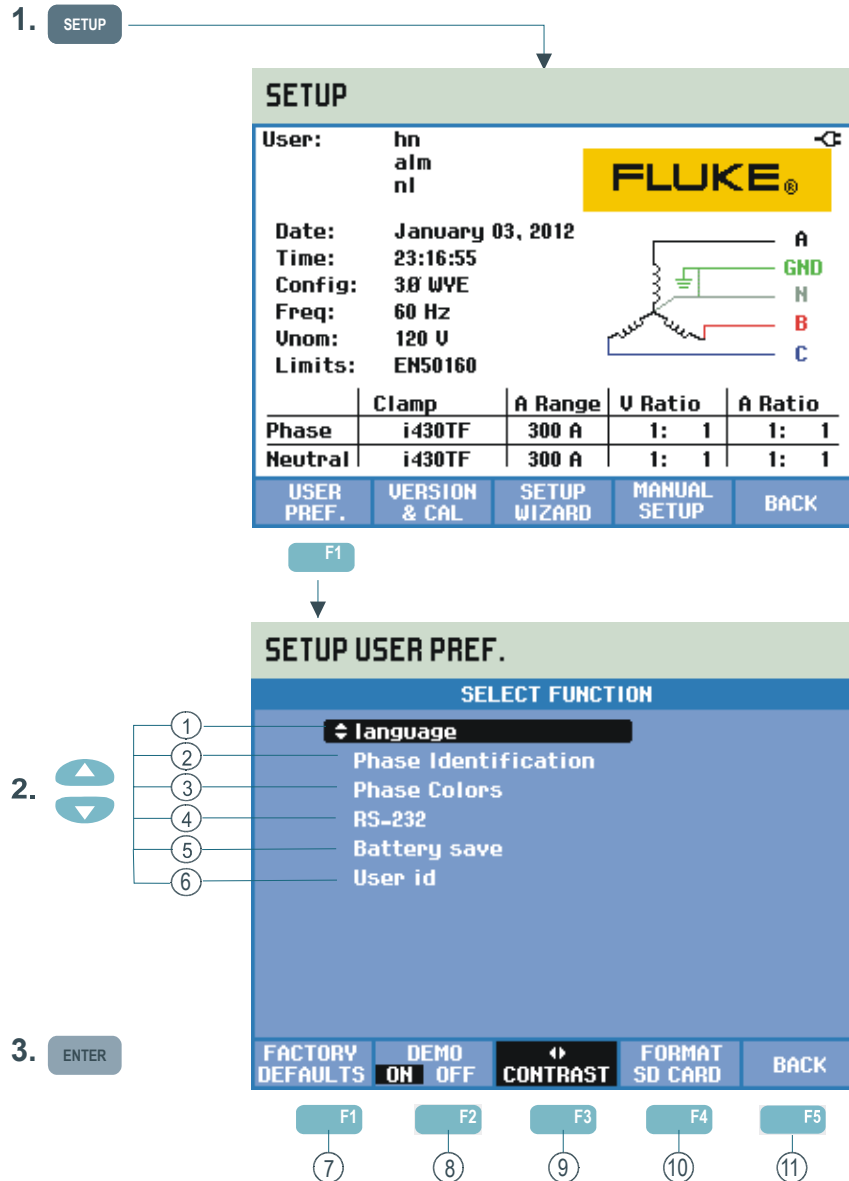 1. SETUP
SETUP
User: hn
alm
nl
FLUKE®
Date: January 03, 2012
Time: 23:16:55
Config: 3Ø WYE
Freq: 60 Hz
Vnom: 120 V
Limits: EN50160
A
GND
N
B
C
Clamp A Range V Ratio A Ratio
Phase i430TF 300 A 1: 1 1: 1
Neutral i430TF 300 A 1: 1 1: 1
USER PREF. VERSION & CAL SETUP WIZARD MANUAL SETUP BACK
F1
SETUP USER PREF.
SELECT FUNCTION
1 language
2 Phase Identification
3 Phase Colors
2.
4 RS-232
5 Battery save
6 User id
3. ENTER
FACTORY DEFAULTS DEMO ON OFF CONTRAST FORMAT SD CARD BACK
F1 F2 F3 F4 F5
7 8 9 10 11